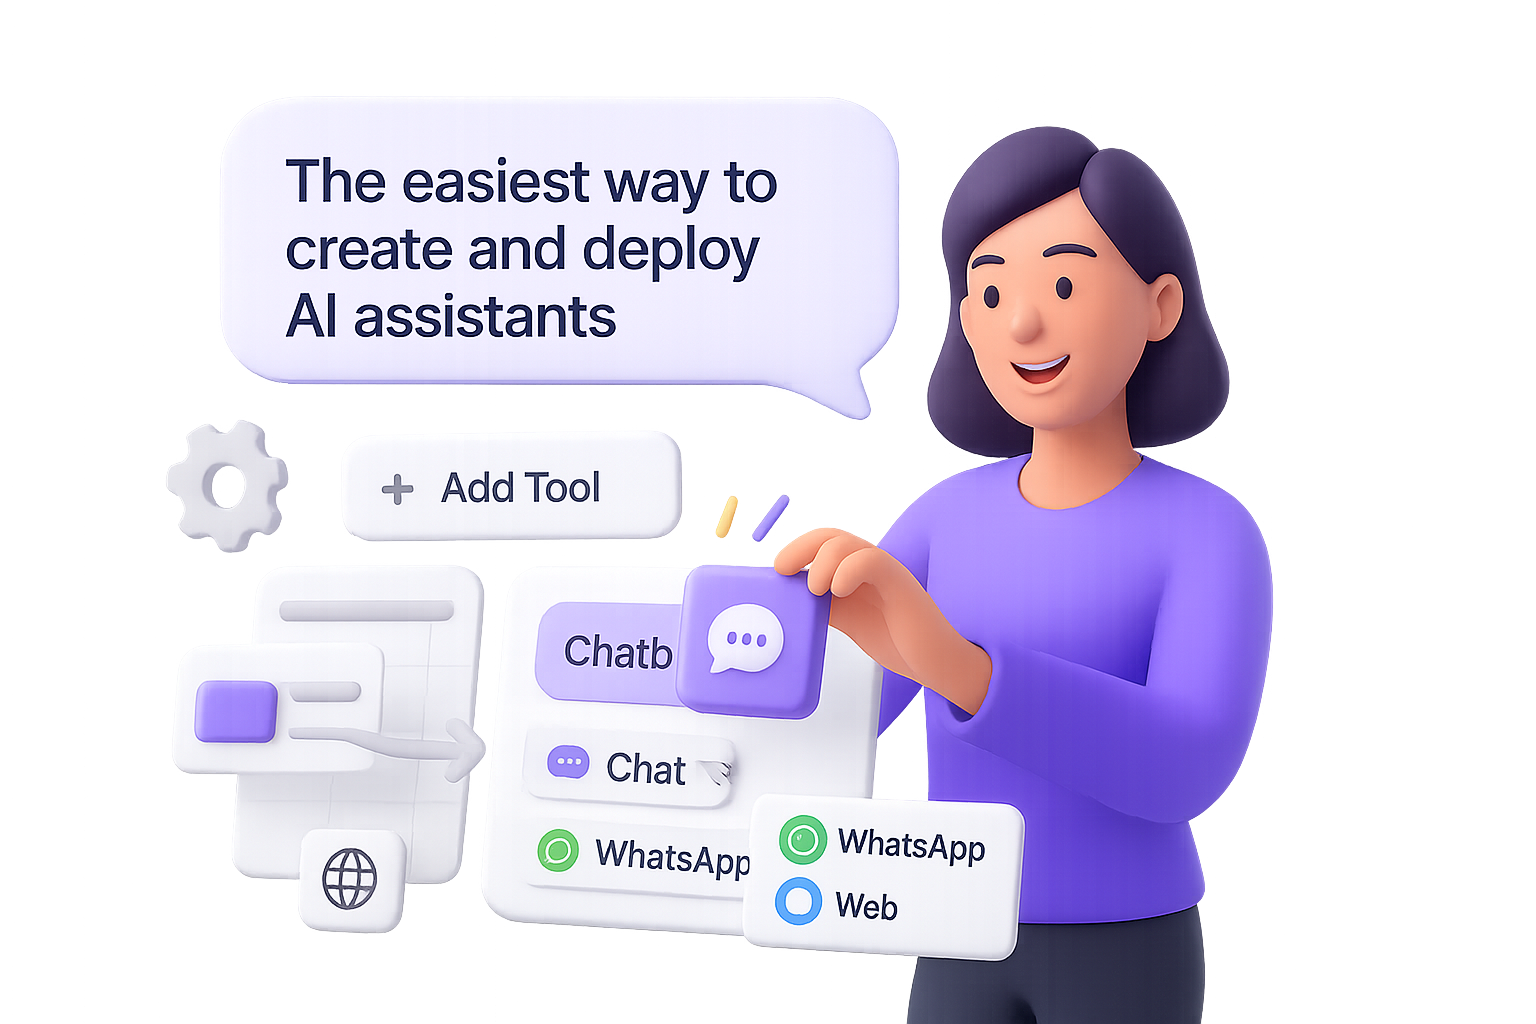 The easiest way to
create and deploy
AI assistants
+ Add Tool
Chatb
Chat
WhatsApp
WhatsApp
Web